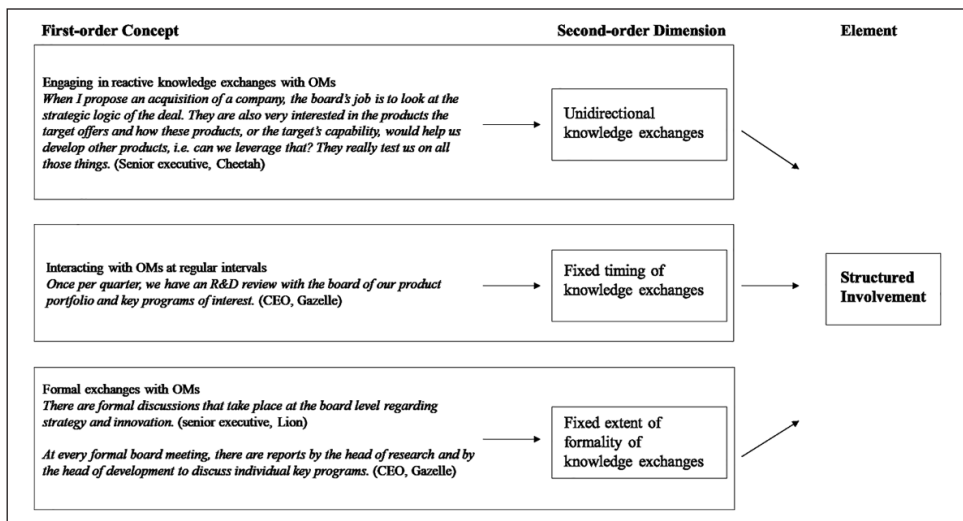 First-order Concept
Second-order Dimension
Element
Engaging in reactive knowledge exchanges with OMs
When I propose an acquisition of a company, the board's job is to look at the
strategic logic of the deal. They are also very interested in the products the
target offers and how these products, or the target's capability, would help us
develop other products, i.e. can we leverage that? They really test us on all
those things. (Senior executive, Cheetah)
Unidirectional
knowledge exchanges
Interacting with OMs at regular intervals
Once per quarter, we have an R&D review with the board of our product
portfolio and key programs of interest. (CEO, Gazelle)
Fixed timing of
knowledge exchanges
Structured
Involvement
Formal exchanges with OMs
There are formal discussions that take place at the board level regarding
strategy and innovation. (senior executive, Lion)
At every formal board meeting, there are reports by the head of research and by
the head of development to discuss individual key programs. (CEO, Gazelle)
Fixed extent of
formality of
knowledge exchanges